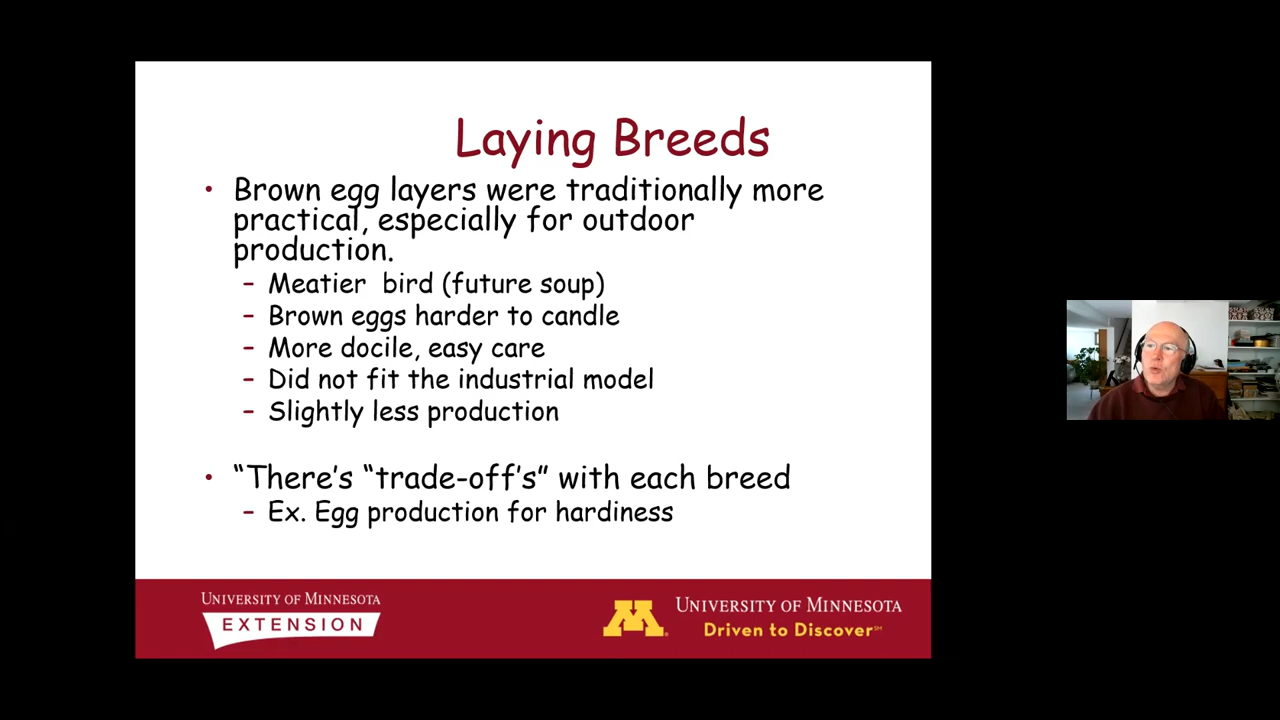 Laying Breeds
• Brown egg layers were traditionally more
practical, especially for outdoor
production.
– Meatier bird (future soup)
– Brown eggs harder to candle
– More docile, easy care
– Did not fit the industrial model
– Slightly less production
• “There’s “trade-off’s” with each breed
– Ex. Egg production for hardiness
UNIVERSITY OF MINNESOTA
EXTENSION
M
UNIVERSITY OF MINNESOTA
Driven to Discover℠